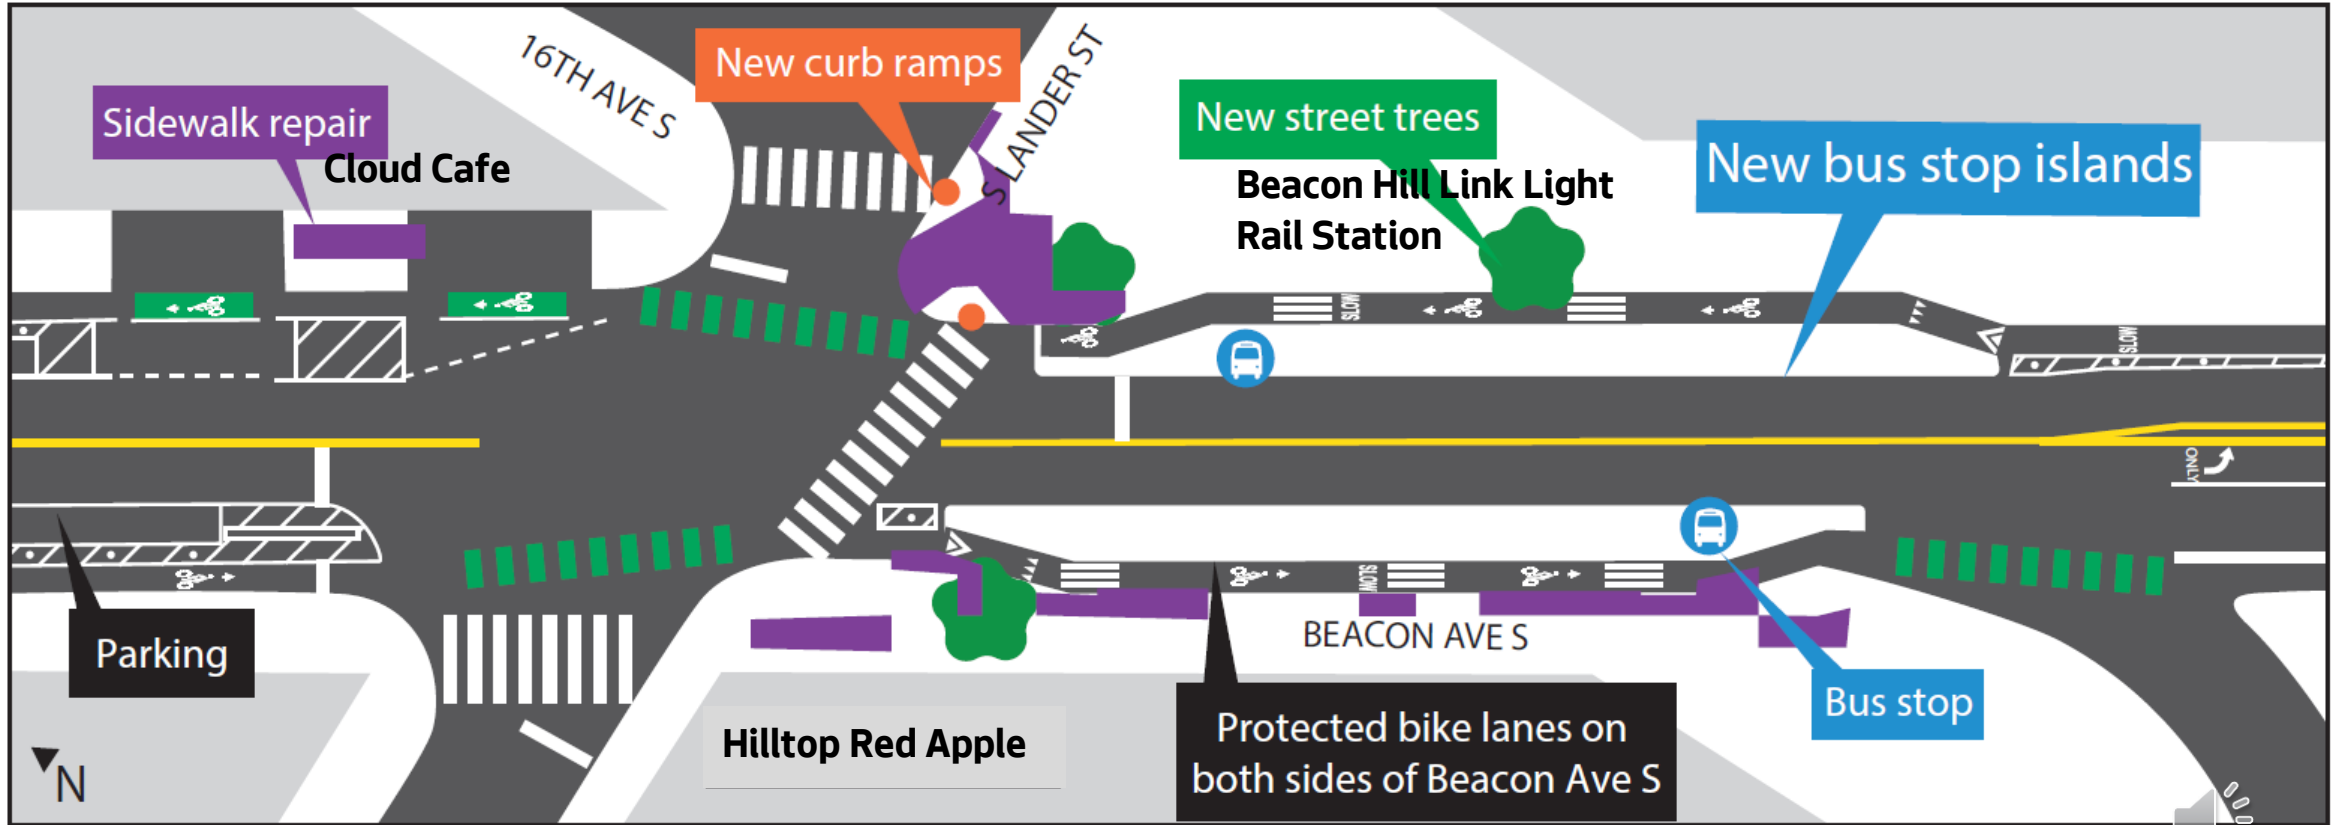 16TH AVE S
New curb ramps
S LANDER ST
Sidewalk repair
Cloud Cafe
New street trees
Beacon Hill Link Light
Rail Station
New bus stop islands
SLOW
SLOW
ONLY
SLOW
BEACON AVE S
Parking
Bus stop
Protected bike lanes on
both sides of Beacon Ave S
Hilltop Red Apple
N